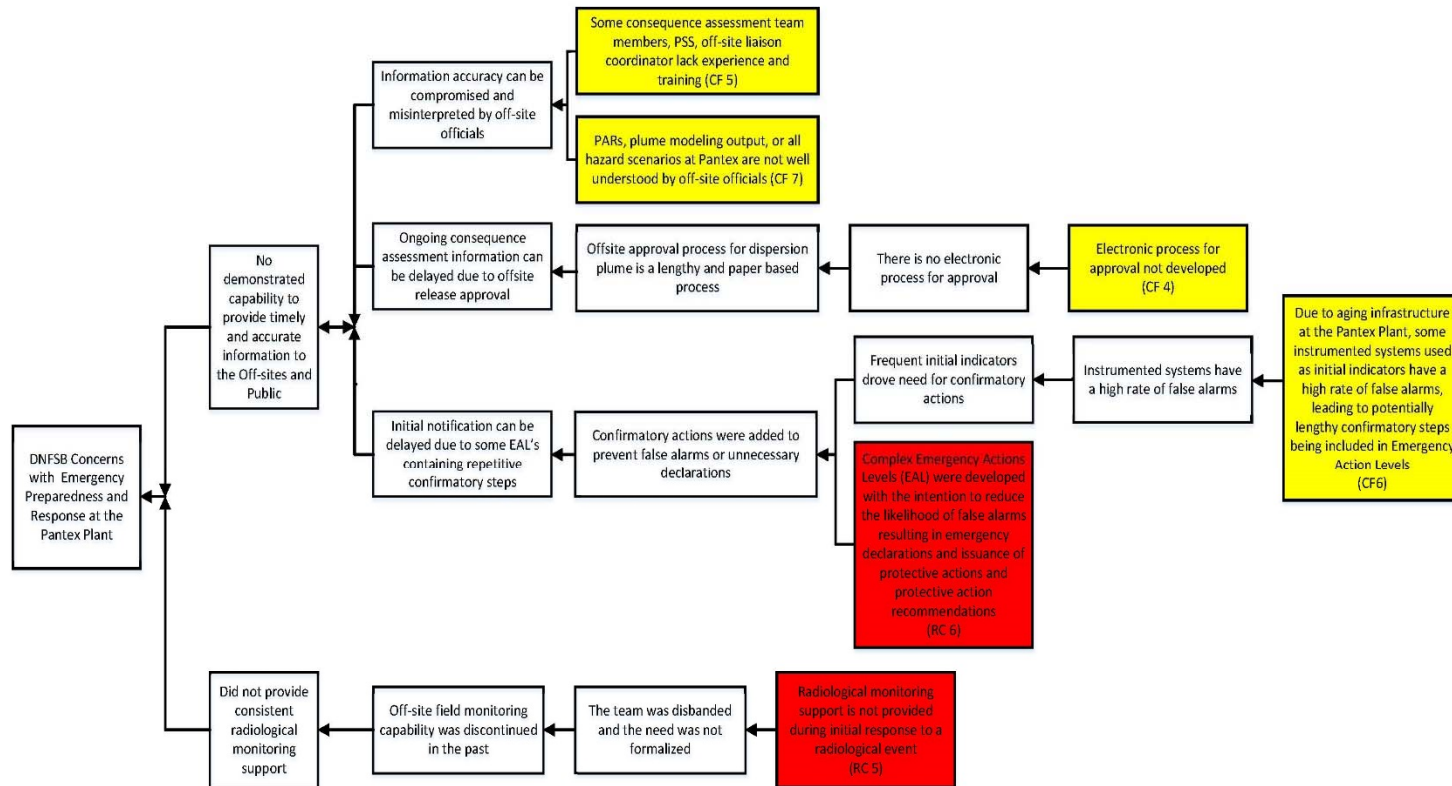 Some consequence assessment team
members, PSS, off-site liaison
coordinator lack experience and
training (CF 5)
Information accuracy can be
compromised and
misinterpreted by off-site
officials
PARs, plume modeling output, or all
hazard scenarios at Pantex are not well
understood by off-site officials (CF 7)
No
demonstrated
capability to
provide timely
and accurate
information to
the Off-sites and
Public
Ongoing consequence
assessment information can
be delayed due to offsite
release approval
Offsite approval process for dispersion
plume is a lengthy and paper based
process
There is no electronic
process for approval
Electronic process for
approval not developed
(CF 4)
Initial notification can be
delayed due to some EAL's
containing repetitive
confirmatory steps
Confirmatory actions were added to
prevent false alarms or unnecessary
declarations
Frequent initial indicators
drove need for confirmatory
actions
Instrumented systems have
a high rate of false alarms
Due to aging infrastructure
at the Pantex Plant, some
instrumented systems used
as initial indicators have a
high rate of false alarms,
leading to potentially
lengthy confirmatory steps
being included in Emergency
Action Levels
(CF6)
Complex Emergency Actions
Levels (EAL) were developed
with the intention to reduce
the likelihood of false alarms
resulting in emergency
declarations and issuance of
protective actions and
protective action
recommendations
(RC 6)
DNFSB Concerns
with Emergency
Preparedness and
Response at the
Pantex Plant
Did not provide
consistent
radiological
monitoring
support
Off-site field monitoring
capability was discontinued
in the past
The team was disbanded
and the need was not
formalized
Radiological monitoring
support is not provided
during initial response to a
radiological event
(RC 5)